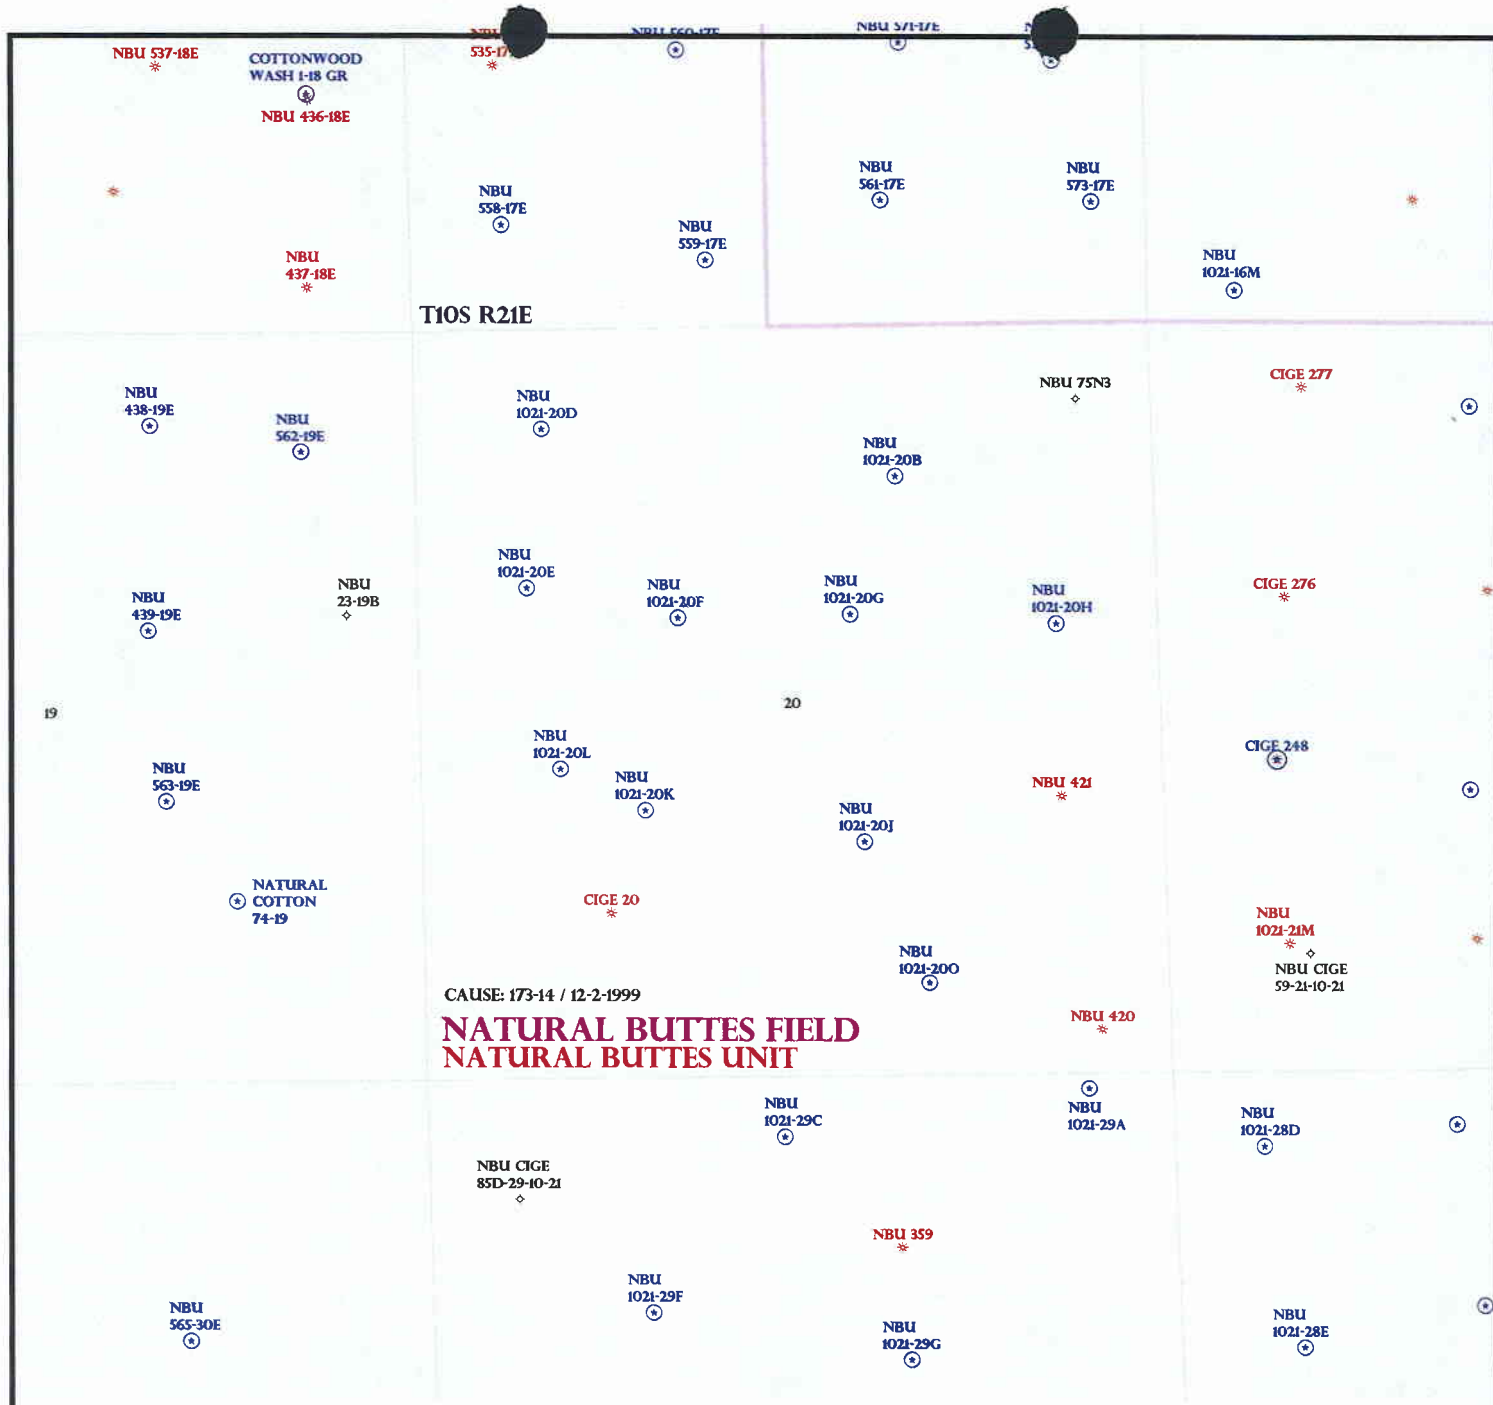 NBU 537-18E
COTTONWOOD
WASH 1-18 GR
NBU 436-18E
NBU 560-17E
NBU 571-17E
NBU
558-17E
NBU
559-17E
NBU
561-17E
NBU
573-17E
NBU
437-18E
NBU
1021-16M
T10S R21E
NBU
438-19E
NBU
562-19E
NBU
1021-20D
NBU
1021-20B
NBU 75N3
CIGE 277
NBU
439-19E
NBU
23-19B
NBU
1021-20E
NBU
1021-20F
NBU
1021-20G
NBU
1021-20H
CIGE 276
19
20
NBU
563-19E
NBU
1021-20L
NBU
1021-20K
NBU
1021-20J
NBU 421
CIGE 248
NATURAL
COTTON
74-19
CIGE 20
NBU
1021-20O
NBU
1021-21M
NBU CIGE
59-21-10-21
CAUSE: 173-14 / 12-2-1999
NATURAL BUTTES FIELD
NATURAL BUTTES UNIT
NBU 420
NBU
1021-29C
NBU
1021-29A
NBU
1021-28D
NBU CIGE
85D-29-10-21
NBU 359
NBU
565-30E
NBU
1021-29F
NBU
1021-29G
NBU
1021-28E